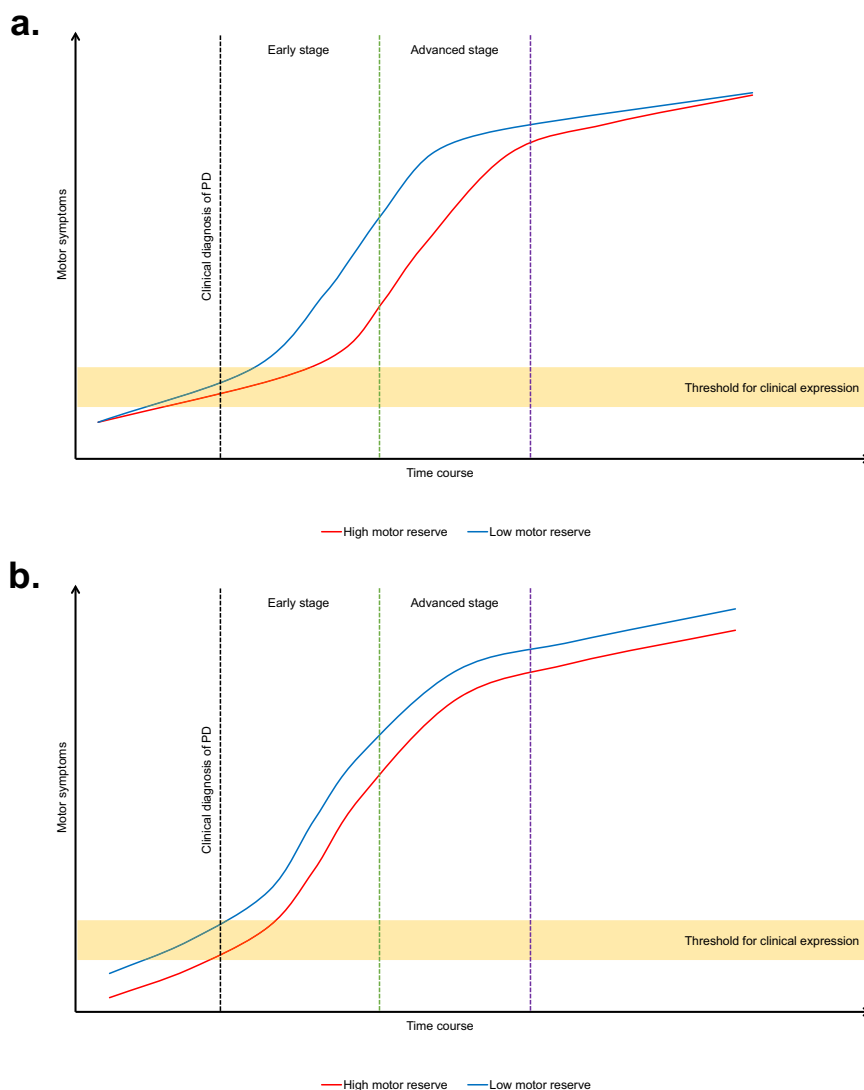 a.
Early stage
Advanced stage
Motor symptoms
Clinical diagnosis of PD
Threshold for clinical expression
Time course
High motor reserve
Low motor reserve
b.
Early stage
Advanced stage
Motor symptoms
Clinical diagnosis of PD
Threshold for clinical expression
Time course
High motor reserve
Low motor reserve